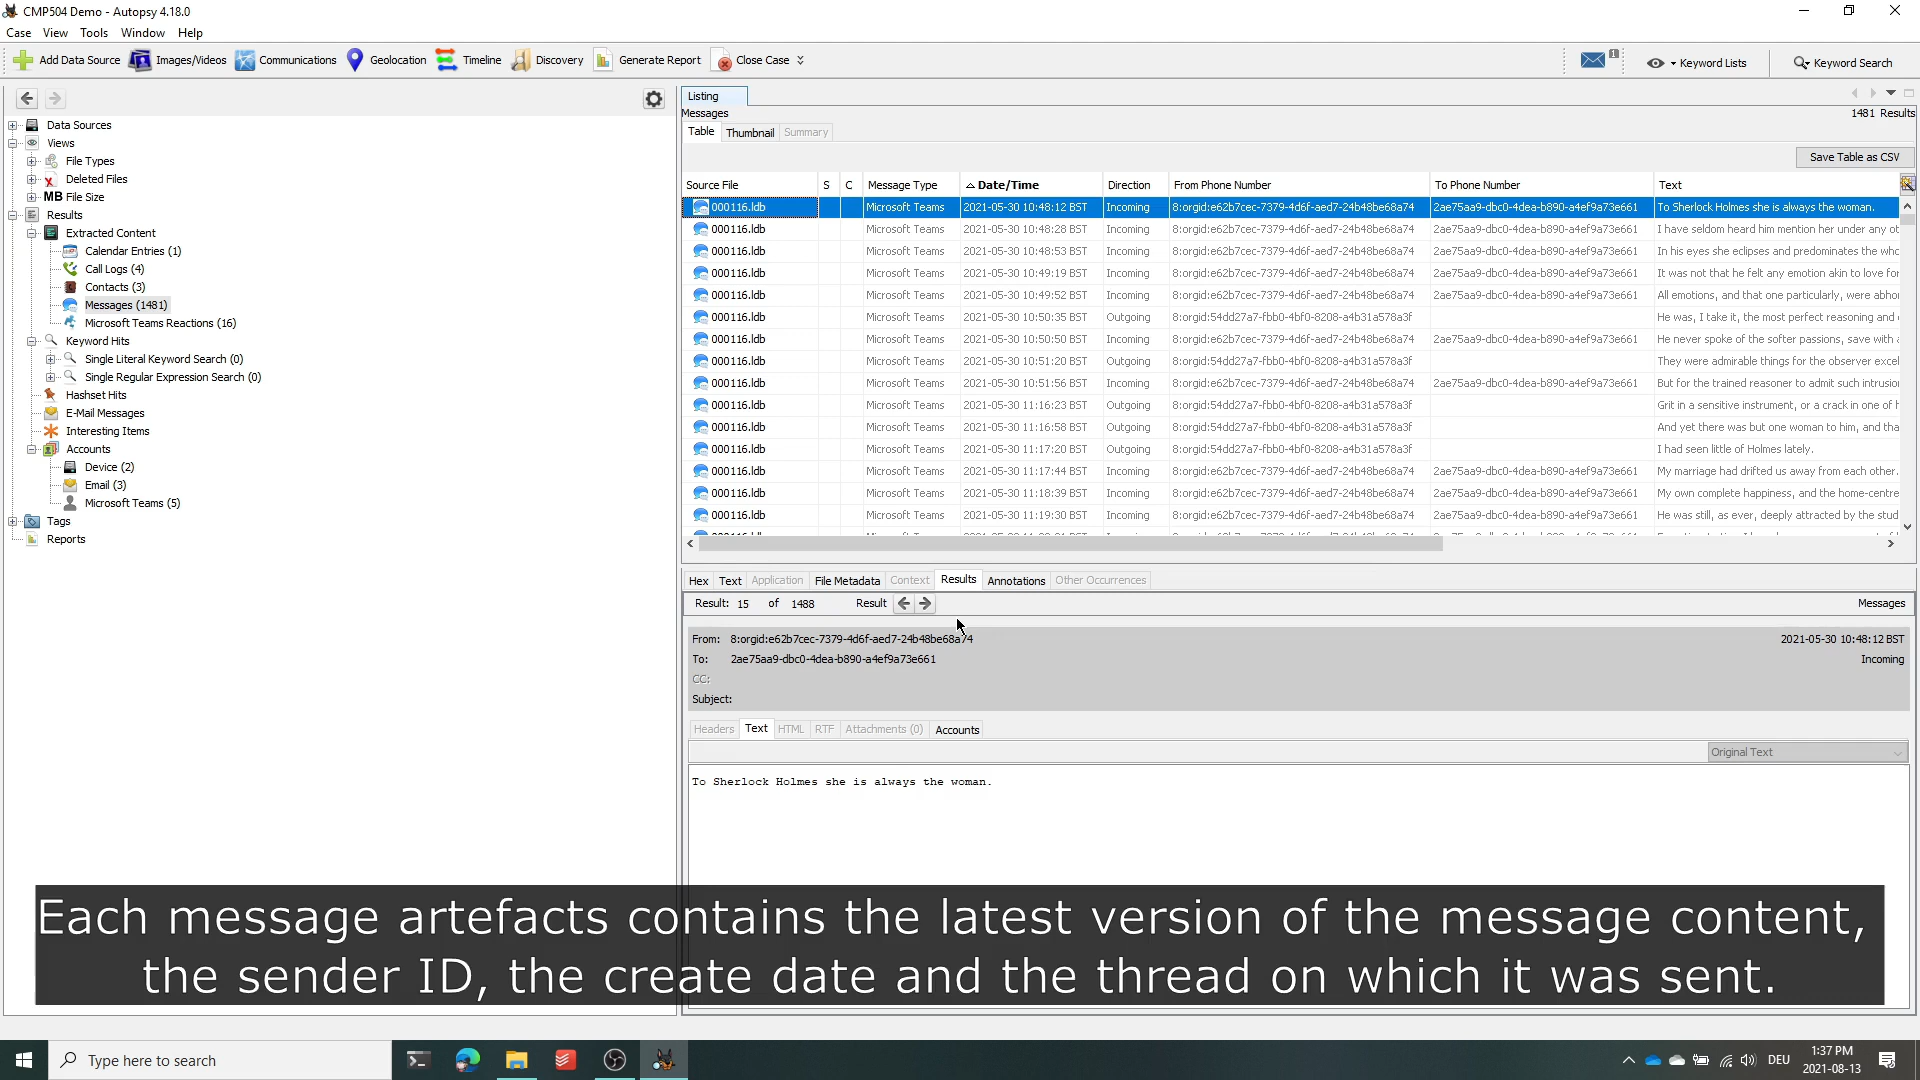 CMP504 Demo - Autopsy 4.18.0
Case View Tools Window Help
Add Data Source Images/Videos Communications Geolocation Timeline Discovery Generate Report Close Case 1 Keyword Lists Keyword Search
Data Sources
Views
File Types
Deleted Files
MB File Size
Results
Extracted Content
Calendar Entries (1)
Call Logs (4)
Contacts (3)
Messages (1481)
Microsoft Teams Reactions (16)
Keyword Hits
Single Literal Keyword Search (0)
Single Regular Expression Search (0)
Hashset Hits
E-Mail Messages
Interesting Items
Accounts
Device (2)
Email (3)
Microsoft Teams (5)
Tags
Reports
Listing
Messages 1481 Results
Table Thumbnail Summary
Save Table as CSV
Source File S C Message Type Date/Time Direction From Phone Number To Phone Number Text
000116.ldb Microsoft Teams 2021-05-30 10:48:12 BST Incoming 8:orgid:e62b7cec-7379-4d6f-aed7-24b48be68a74 2ae75aa9-dbc0-4dea-b890-a4ef9a73e661 To Sherlock Holmes she is always the woman.
000116.ldb Microsoft Teams 2021-05-30 10:48:28 BST Incoming 8:orgid:e62b7cec-7379-4d6f-aed7-24b48be68a74 2ae75aa9-dbc0-4dea-b890-a4ef9a73e661 I have seldom heard him mention her under any ot
000116.ldb Microsoft Teams 2021-05-30 10:48:53 BST Incoming 8:orgid:e62b7cec-7379-4d6f-aed7-24b48be68a74 2ae75aa9-dbc0-4dea-b890-a4ef9a73e661 In his eyes she eclipses and predominates the who
000116.ldb Microsoft Teams 2021-05-30 10:49:19 BST Incoming 8:orgid:e62b7cec-7379-4d6f-aed7-24b48be68a74 2ae75aa9-dbc0-4dea-b890-a4ef9a73e661 It was not that he felt any emotion akin to love for
000116.ldb Microsoft Teams 2021-05-30 10:49:52 BST Incoming 8:orgid:e62b7cec-7379-4d6f-aed7-24b48be68a74 2ae75aa9-dbc0-4dea-b890-a4ef9a73e661 All emotions, and that one particularly, were abhor
000116.ldb Microsoft Teams 2021-05-30 10:50:35 BST Outgoing 8:orgid:54dd27a7-fbb0-4bf0-8208-a4b31a578a3f He was, I take it, the most perfect reasoning and
000116.ldb Microsoft Teams 2021-05-30 10:50:50 BST Incoming 8:orgid:e62b7cec-7379-4d6f-aed7-24b48be68a74 2ae75aa9-dbc0-4dea-b890-a4ef9a73e661 He never spoke of the softer passions, save with a
000116.ldb Microsoft Teams 2021-05-30 10:51:20 BST Outgoing 8:orgid:54dd27a7-fbb0-4bf0-8208-a4b31a578a3f They were admirable things for the observer excel
000116.ldb Microsoft Teams 2021-05-30 10:51:56 BST Incoming 8:orgid:e62b7cec-7379-4d6f-aed7-24b48be68a74 2ae75aa9-dbc0-4dea-b890-a4ef9a73e661 But for the trained reasoner to admit such intrusion
000116.ldb Microsoft Teams 2021-05-30 11:16:23 BST Outgoing 8:orgid:54dd27a7-fbb0-4bf0-8208-a4b31a578a3f Grit in a sensitive instrument, or a crack in one of h
000116.ldb Microsoft Teams 2021-05-30 11:16:58 BST Outgoing 8:orgid:54dd27a7-fbb0-4bf0-8208-a4b31a578a3f And yet there was but one woman to him, and tha
000116.ldb Microsoft Teams 2021-05-30 11:17:20 BST Outgoing 8:orgid:54dd27a7-fbb0-4bf0-8208-a4b31a578a3f I had seen little of Holmes lately.
000116.ldb Microsoft Teams 2021-05-30 11:17:44 BST Incoming 8:orgid:e62b7cec-7379-4d6f-aed7-24b48be68a74 2ae75aa9-dbc0-4dea-b890-a4ef9a73e661 My marriage had drifted us away from each other.
000116.ldb Microsoft Teams 2021-05-30 11:18:39 BST Incoming 8:orgid:e62b7cec-7379-4d6f-aed7-24b48be68a74 2ae75aa9-dbc0-4dea-b890-a4ef9a73e661 My own complete happiness, and the home-centre
000116.ldb Microsoft Teams 2021-05-30 11:19:30 BST Incoming 8:orgid:e62b7cec-7379-4d6f-aed7-24b48be68a74 2ae75aa9-dbc0-4dea-b890-a4ef9a73e661 He was still, as ever, deeply attracted by the stud
Hex Text Application File Metadata Context Results Annotations Other Occurrences
Result: 15 of 1488 Result Messages
From: 8:orgid:e62b7cec-7379-4d6f-aed7-24b48be68a74 2021-05-30 10:48:12 BST
To: 2ae75aa9-dbc0-4dea-b890-a4ef9a73e661 Incoming
CC:
Subject:
Headers Text HTML RTF Attachments (0) Accounts
Original Text
To Sherlock Holmes she is always the woman.
Each message artefacts contains the latest version of the message content,
the sender ID, the create date and the thread on which it was sent.
Type here to search DEU 1:37 PM
2021-08-13